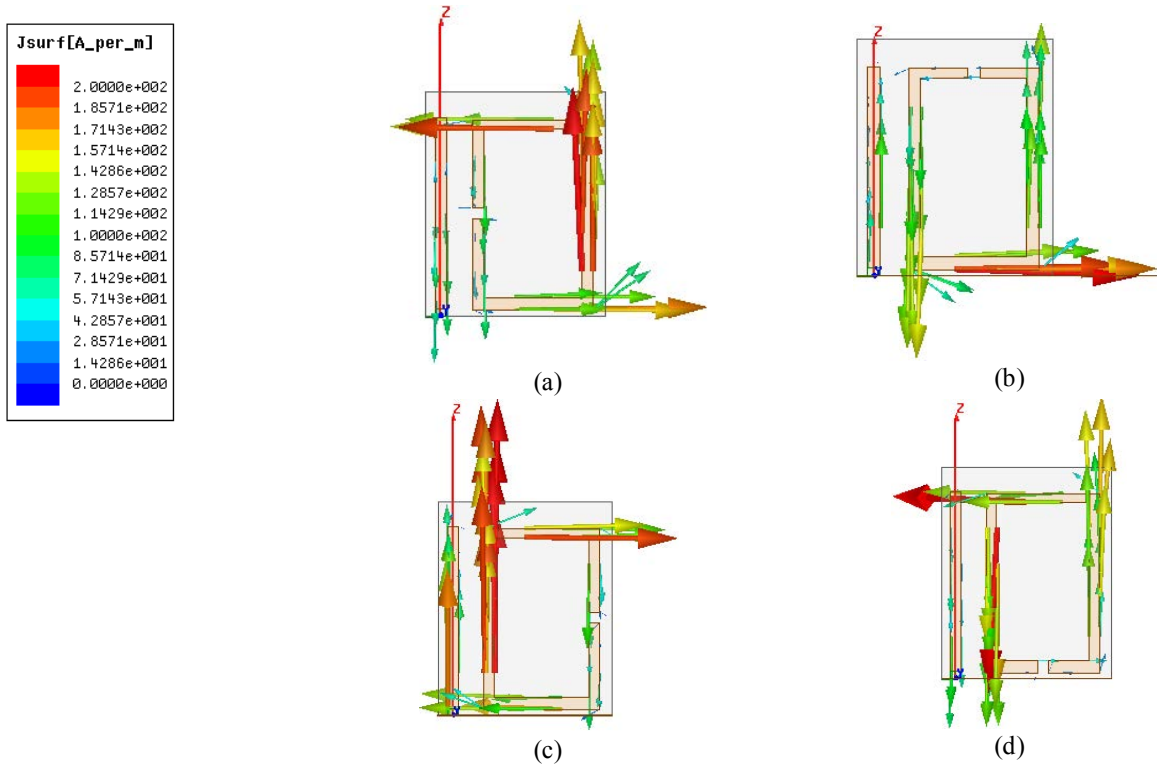 Jsurf[A_per_m]
2.0000e+002
1.8571e+002
1.7143e+002
1.5714e+002
1.4286e+002
1.2857e+002
1.1429e+002
1.0000e+002
8.5714e+001
7.1429e+001
5.7143e+001
4.2857e+001
2.8571e+001
1.4286e+001
0.0000e+000
Z
Y
(a)
Z
Y
(b)
Z
Y
(c)
Z
Y
(d)